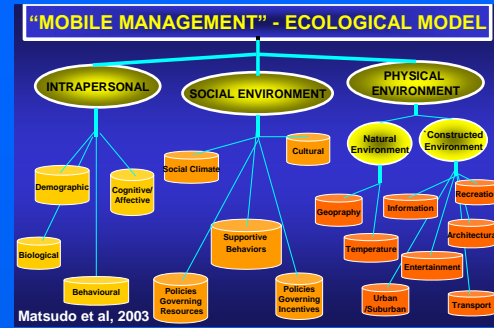 “MOBILE MANAGEMENT” - ECOLOGICAL MODEL
INTRAPERSONAL
SOCIAL ENVIRONMENT
PHYSICAL
ENVIRONMENT
Natural
Environment
Constructed
Environment
Demographic
Cognitive/
Affective
Biological
Behavioural
Social Climate
Cultural
Supportive
Behaviors
Policies
Governing
Resources
Policies
Governing
Incentives
Geopraphy
Temperature
Information
Recreation
Architectura
Entertainment
Urban
/Suburban
Transport
Matsudo et al, 2003